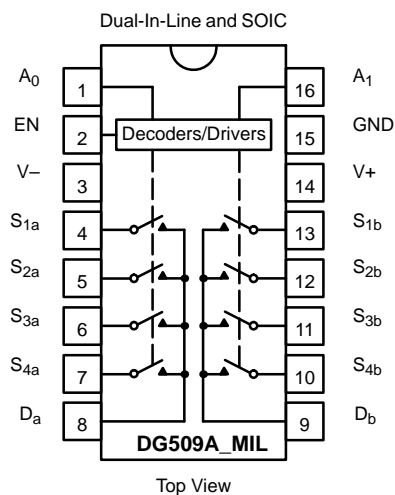 Dual-In-Line and SOIC
A0 1 16 A1
EN 2 Decoders/Drivers 15 GND
V– 3 14 V+
S1a 4 13 S1b
S2a 5 12 S2b
S3a 6 11 S3b
S4a 7 10 S4b
Da 8 9 Db
DG509A_MIL
Top View